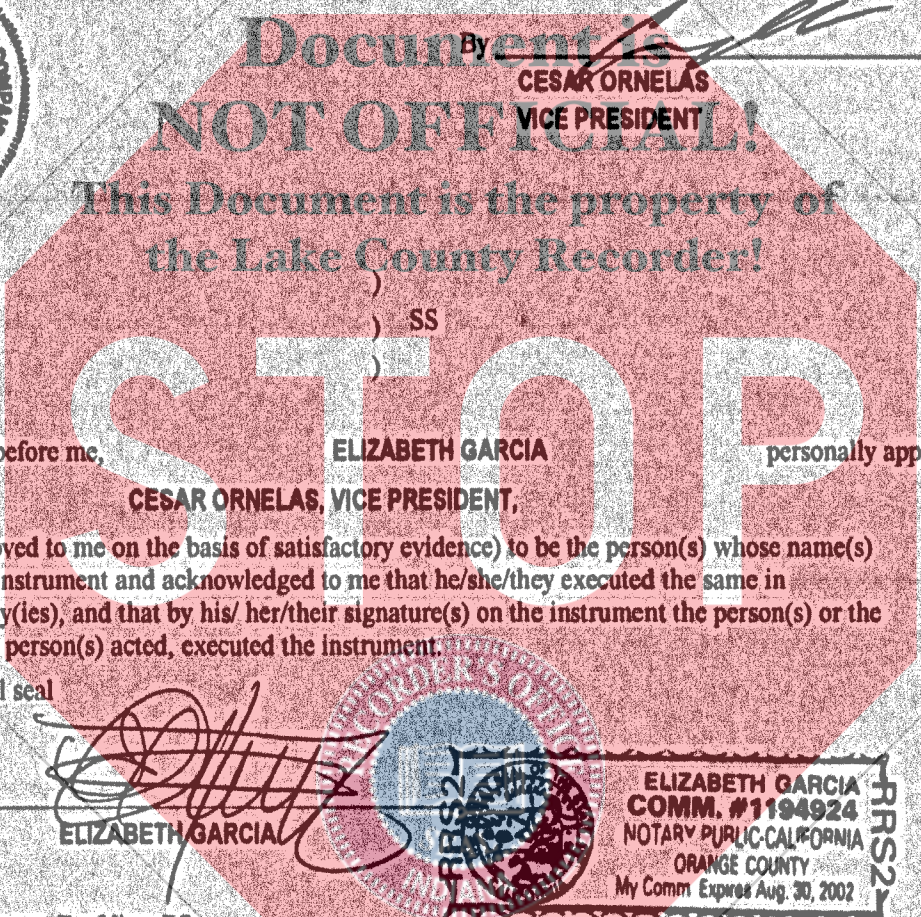 Document is
By
CESAR ORNELAS
NOT OFFICIAL!
VICE PRESIDENT
This Document is the property of
the Lake County Recorder!
)
) SS
)
STOP
before me, ELIZABETH GARCIA personally app
CESAR ORNELAS, VICE PRESIDENT,
ved to me on the basis of satisfactory evidence) to be the person(s) whose name(s)
nstrument and acknowledged to me that he/she/they executed the same in
y(ies), and that by his/ her/their signature(s) on the instrument the person(s) or the
person(s) acted, executed the instrument.
l seal
RECORDER'S OFFICE
INDIANA
ELIZABETH GARCIA
RRS2
ELIZABETH GARCIA
COMM. #1194924
NOTARY PUBLIC-CALIFORNIA
ORANGE COUNTY
My Comm Expires Aug. 30, 2002
RRS2